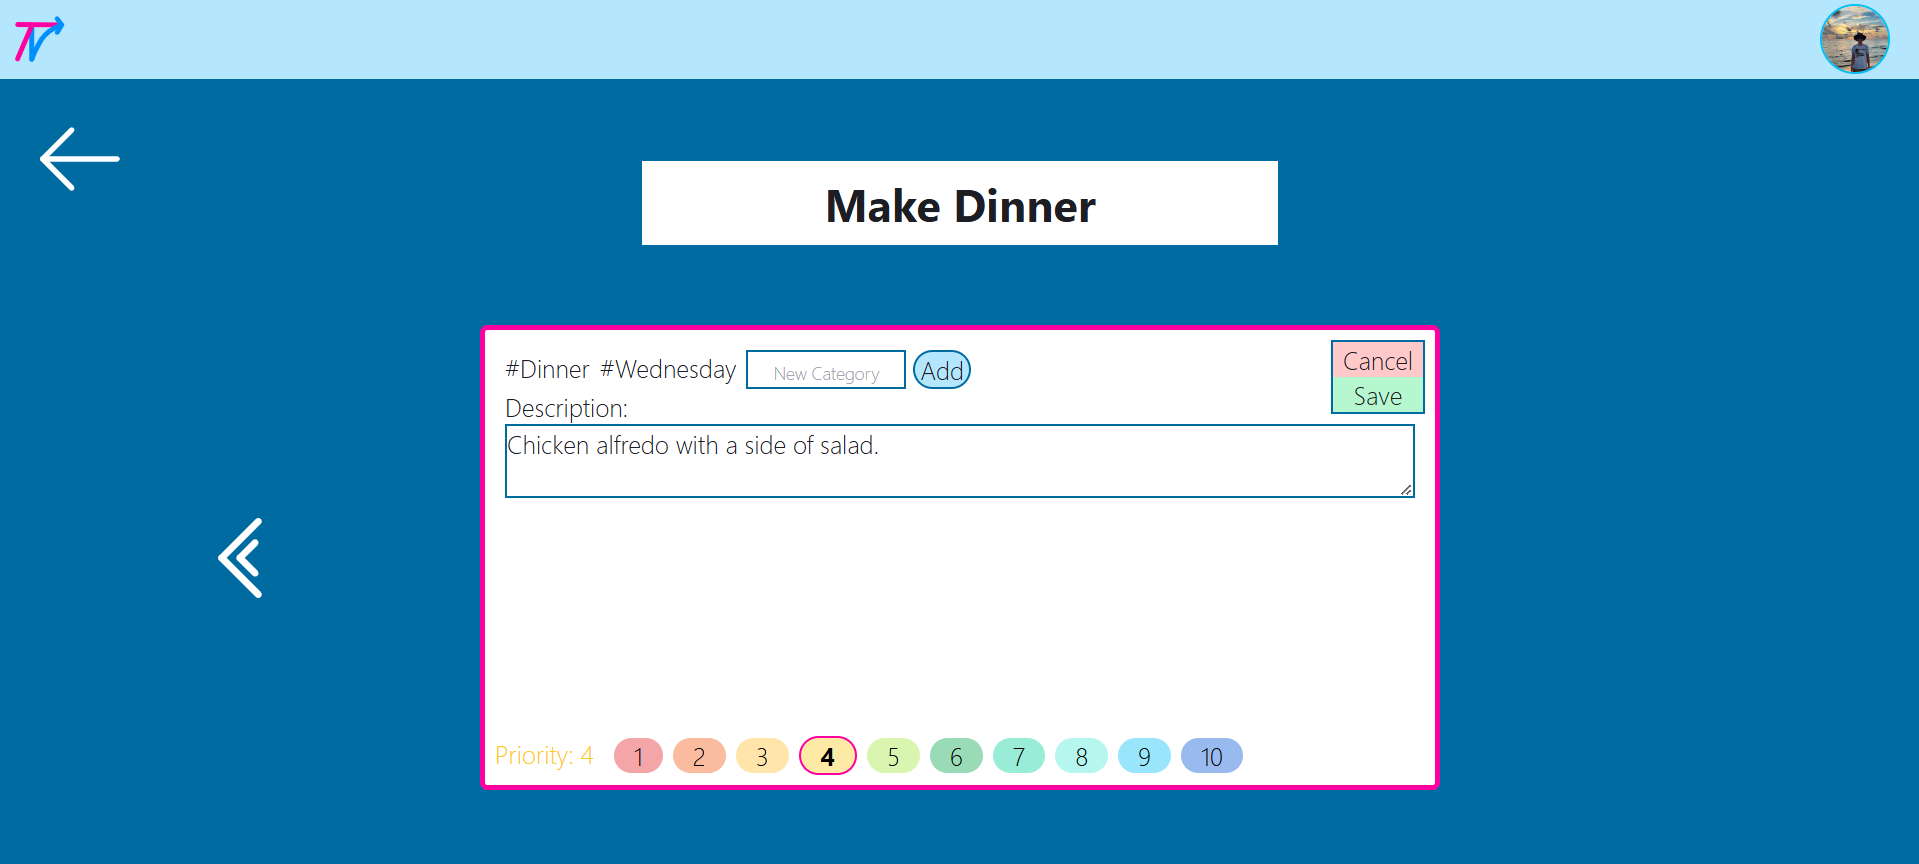 Make Dinner
#Dinner #Wednesday New Category Add
Cancel
Save
Description:
Chicken alfredo with a side of salad.
Priority: 4 1 2 3 4 5 6 7 8 9 10